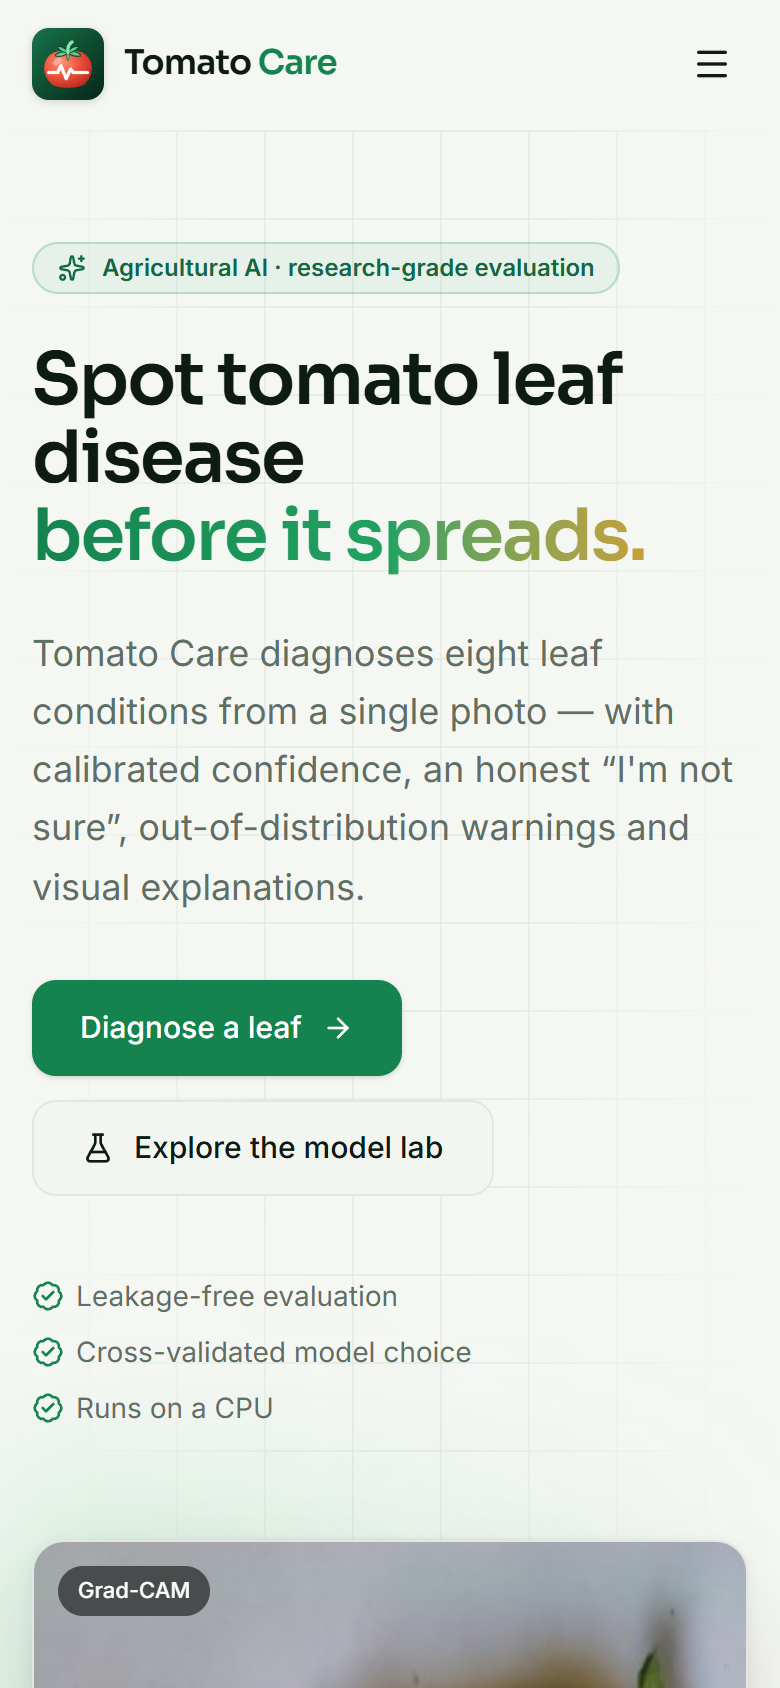 Tomato Care
Agricultural AI · research-grade evaluation
Spot tomato leaf
disease
before it spreads.
Tomato Care diagnoses eight leaf
conditions from a single photo — with
calibrated confidence, an honest “I'm not
sure”, out-of-distribution warnings and
visual explanations.
Diagnose a leaf
Explore the model lab
Leakage-free evaluation
Cross-validated model choice
Runs on a CPU
Grad-CAM